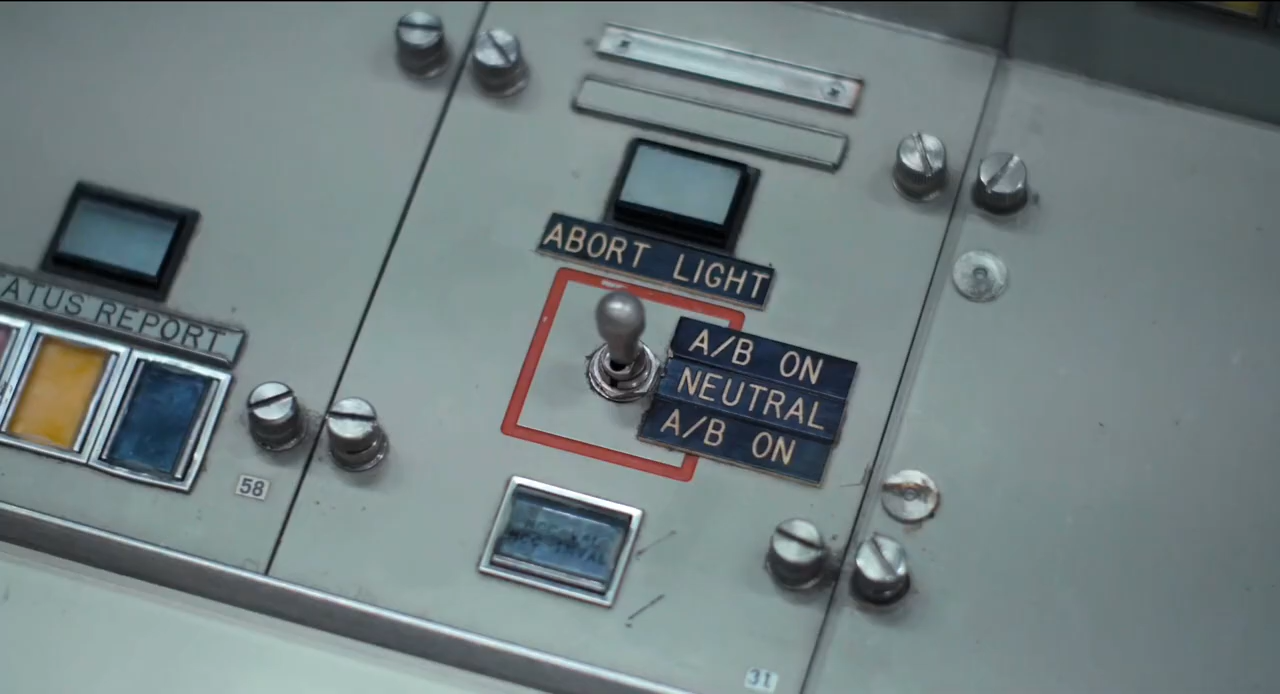 ABORT LIGHT
A/B ON
NEUTRAL
A/B ON
ATUS REPORT
58
31